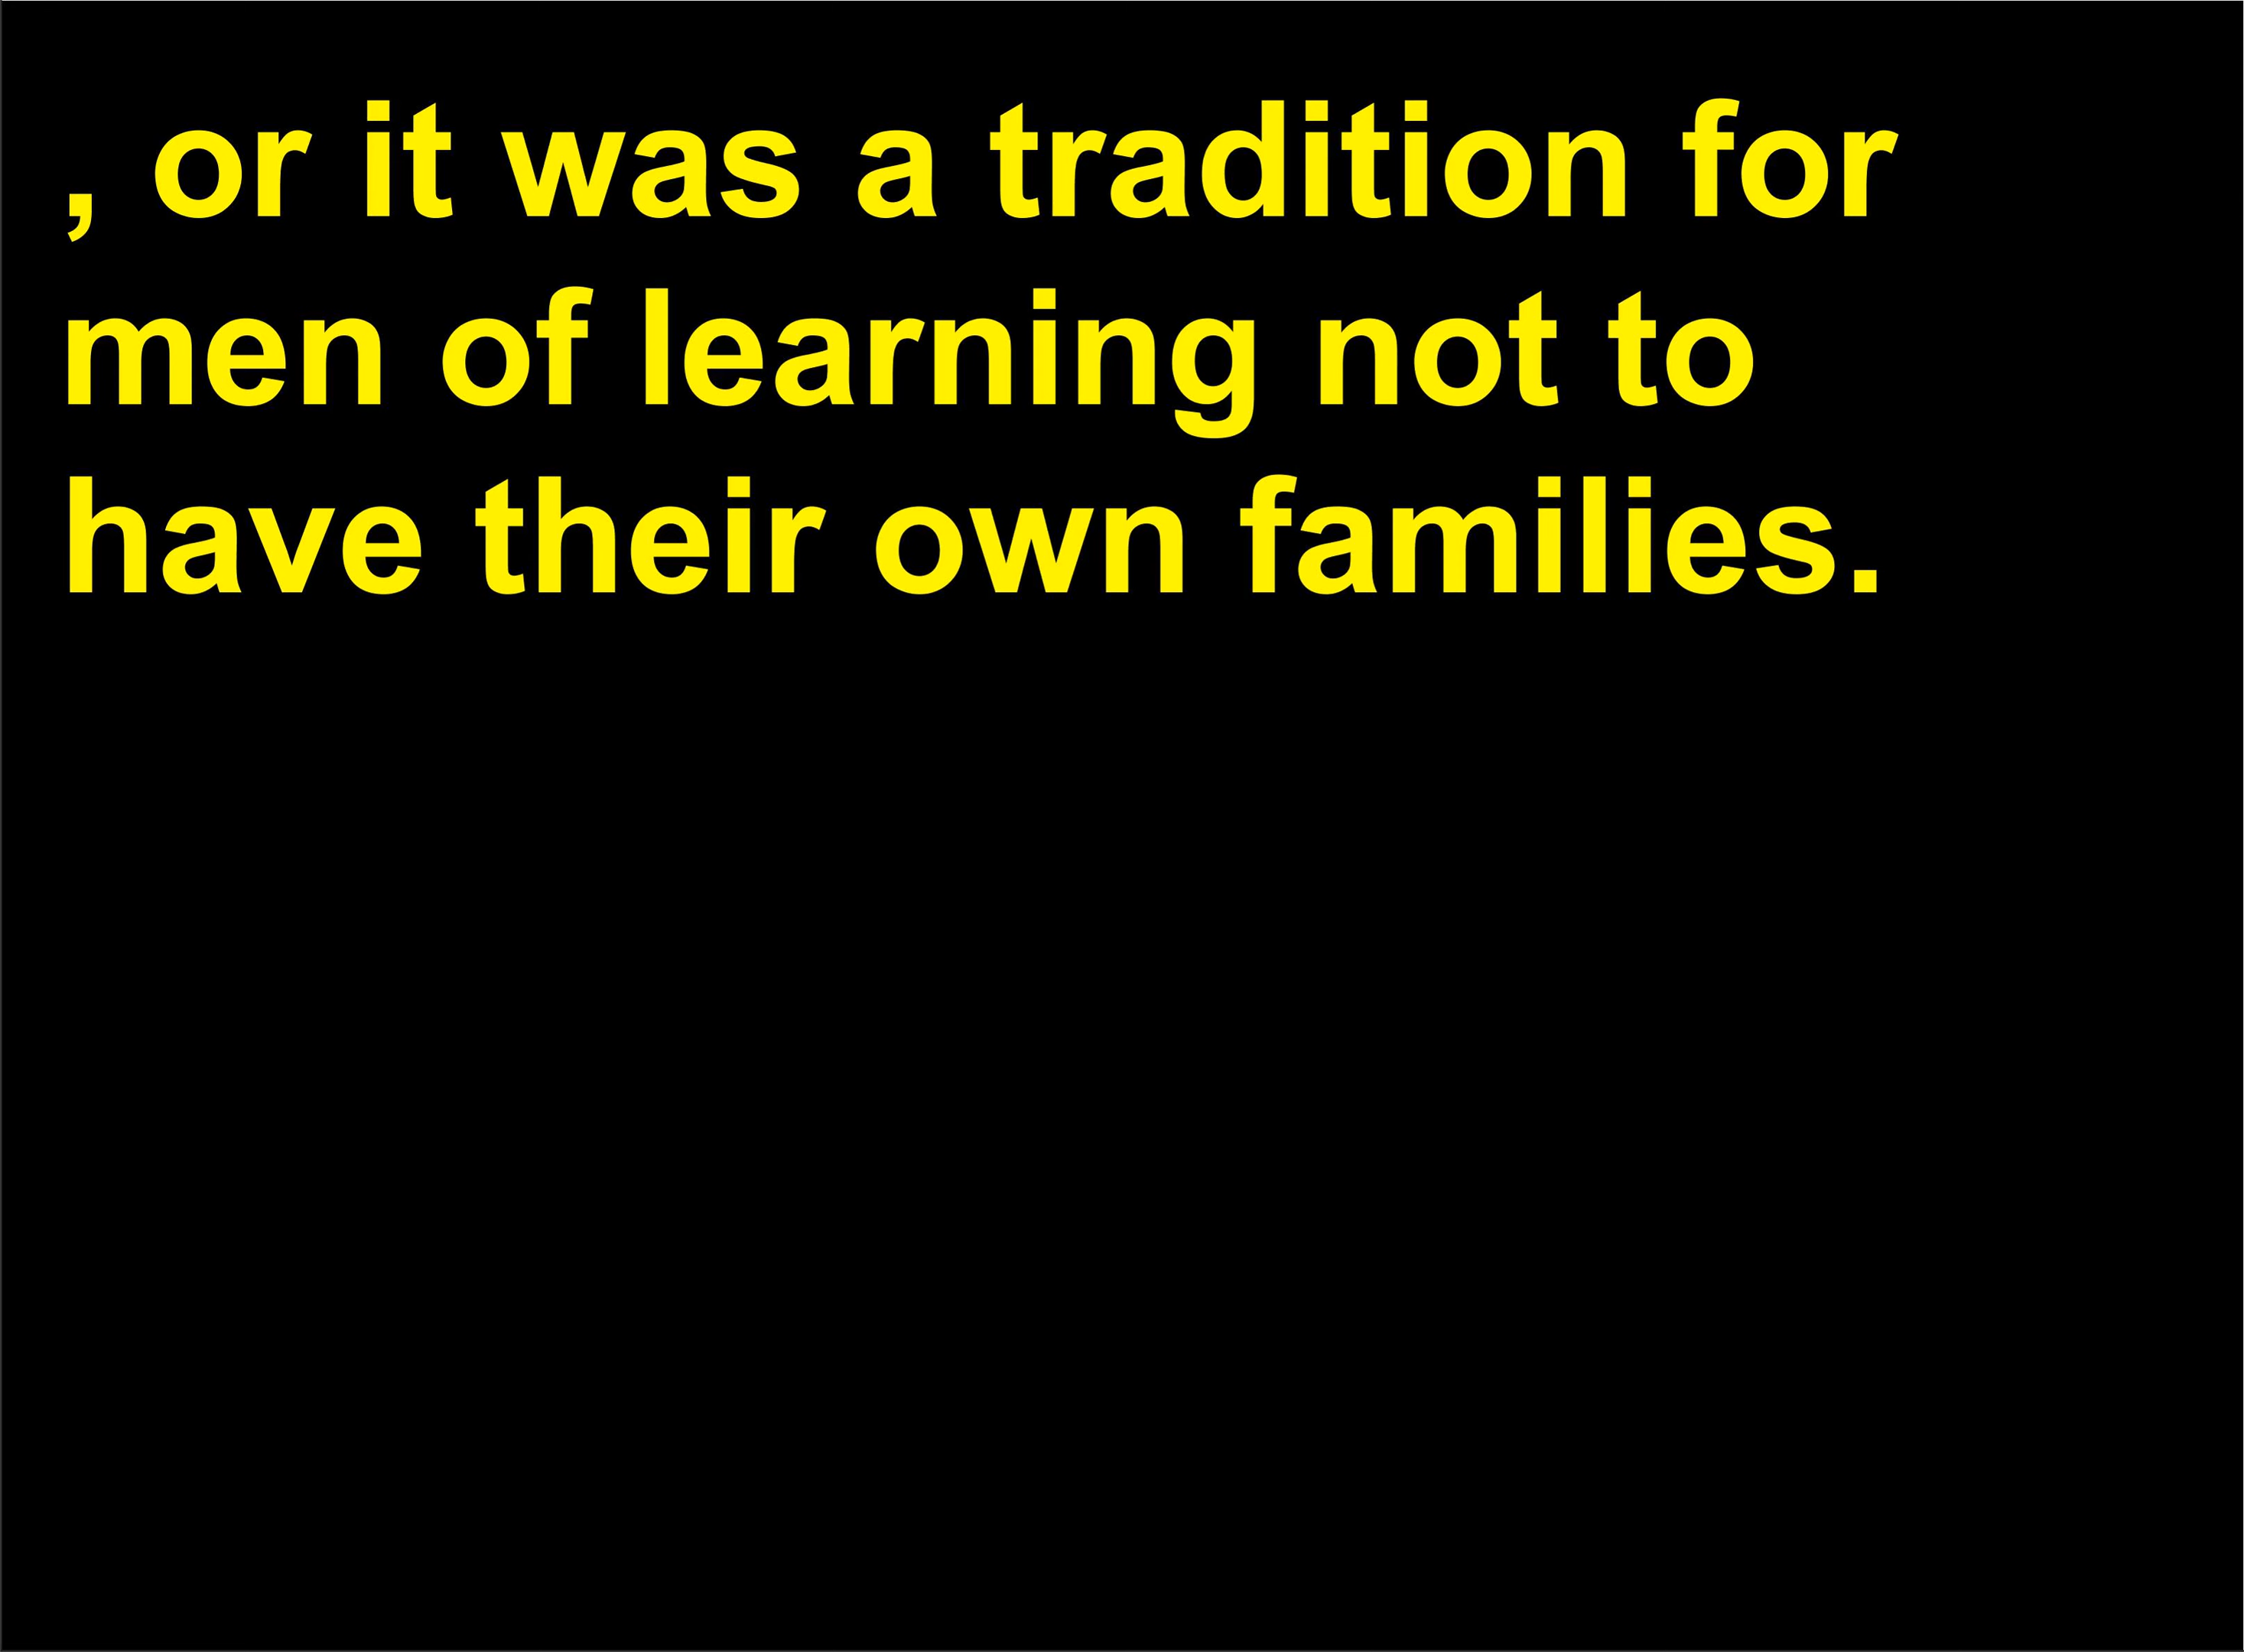 , or it was a tradition for
men of learning not to
have their own families.